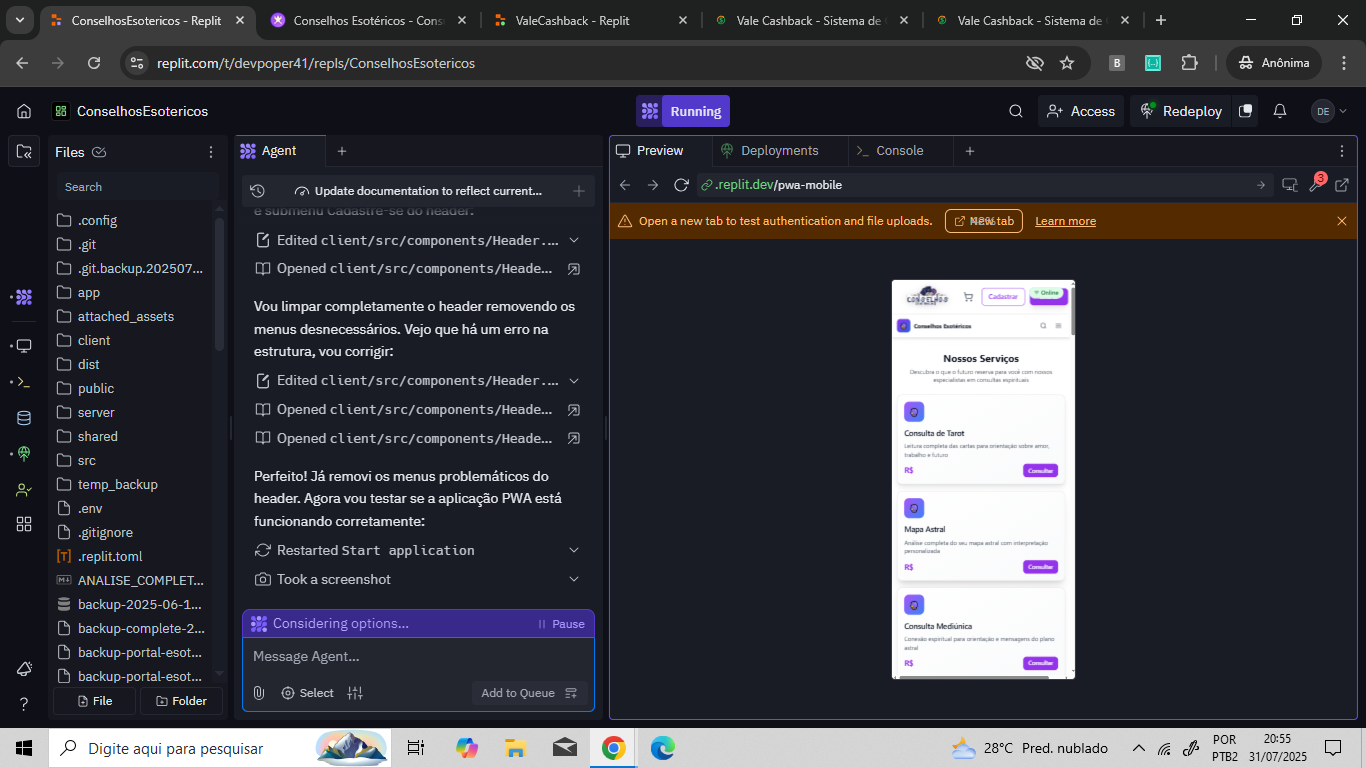 ConselhosEsotericos - Replit
Conselhos Esotéricos - Cons
ValeCashback - Replit
Vale Cashback - Sistema de
Vale Cashback - Sistema de
replit.com/t/devpoper41/repls/ConselhosEsotericos
B
Anônima
ConselhosEsotericos
Running
Access
Redeploy
DE
Files
Search
.config
.git
.git.backup.202507...
app
attached_assets
client
dist
public
server
shared
src
temp_backup
.env
.gitignore
.replit.toml
ANALISE_COMPLET...
backup-2025-06-1...
backup-complete-2...
backup-portal-esot...
backup-portal-esot...
File
Folder
Agent
Update documentation to reflect current...
e submenu Cadastre-se do header.
Edited client/src/components/Header....
Opened client/src/components/Heade...
Vou limpar completamente o header removendo os
menus desnecessários. Vejo que há um erro na
estrutura, vou corrigir:
Edited client/src/components/Header....
Opened client/src/components/Heade...
Opened client/src/components/Heade...
Perfeito! Já removi os menus problemáticos do
header. Agora vou testar se a aplicação PWA está
funcionando corretamente:
Restarted Start application
Took a screenshot
Considering options...
Pause
Message Agent...
Select
Add to Queue
Preview
Deployments
Console
.replit.dev/pwa-mobile
3
Open a new tab to test authentication and file uploads.
New tab
Learn more
CONSELHOS
Cadastrar
Online
Conselhos Esotéricos
Nossos Serviços
Descubra o que o futuro reserva para você com nossos
especialistas em consultas espirituais
Consulta de Tarot
Leitura completa das cartas para orientação sobre amor,
trabalho e futuro
R$
Consultar
Mapa Astral
Análise completa do seu mapa astral com interpretação
personalizada
R$
Consultar
Consulta Mediúnica
Conexão espiritual para orientação e mensagens do plano
astral
R$
Consultar
Digite aqui para pesquisar
28°C Pred. nublado
POR
PTB2
20:55
31/07/2025